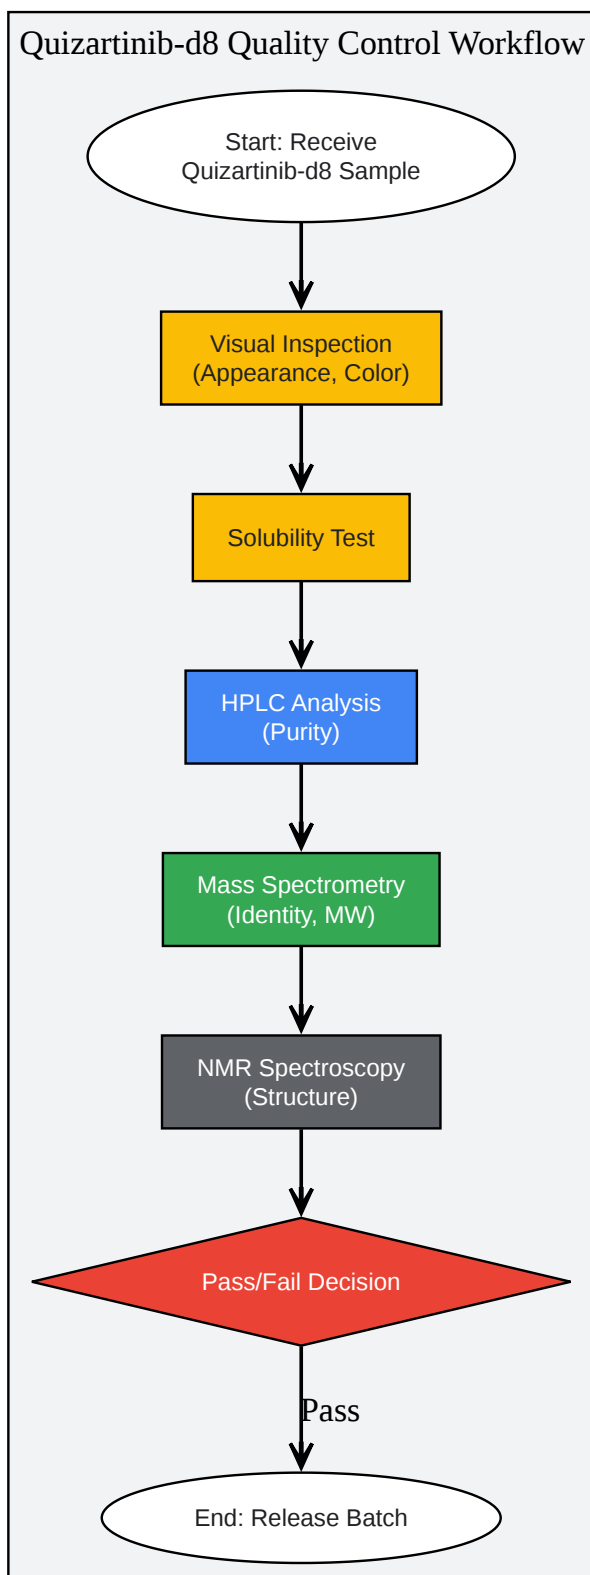 Quizartinib-d8 Quality Control Workflow
Start: Receive
Quizartinib-d8 Sample
Visual Inspection
(Appearance, Color)
Solubility Test
HPLC Analysis
(Purity)
Mass Spectrometry
(Identity, MW)
NMR Spectroscopy
(Structure)
Pass/Fail Decision
Pass
End: Release Batch